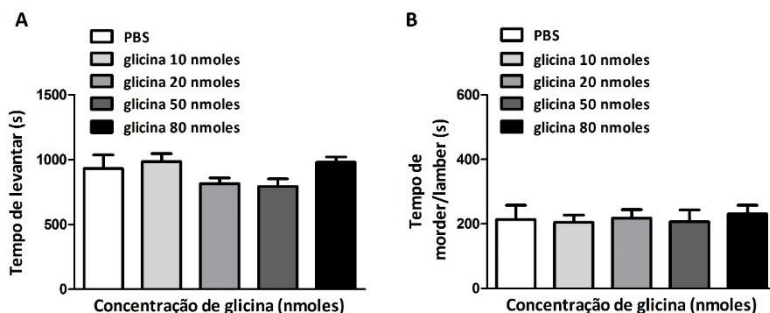 A
PBS
glicina 10 nmoles
glicina 20 nmoles
glicina 50 nmoles
glicina 80 nmoles
Tempo de levantar (s)
1500
1000
500
0
Concentração de glicina (nmoles)
B
PBS
glicina 10 nmoles
glicina 20 nmoles
glicina 50 nmoles
glicina 80 nmoles
Tempo de
morder/lamber (s)
600
400
200
0
Concentração de glicina (nmoles)